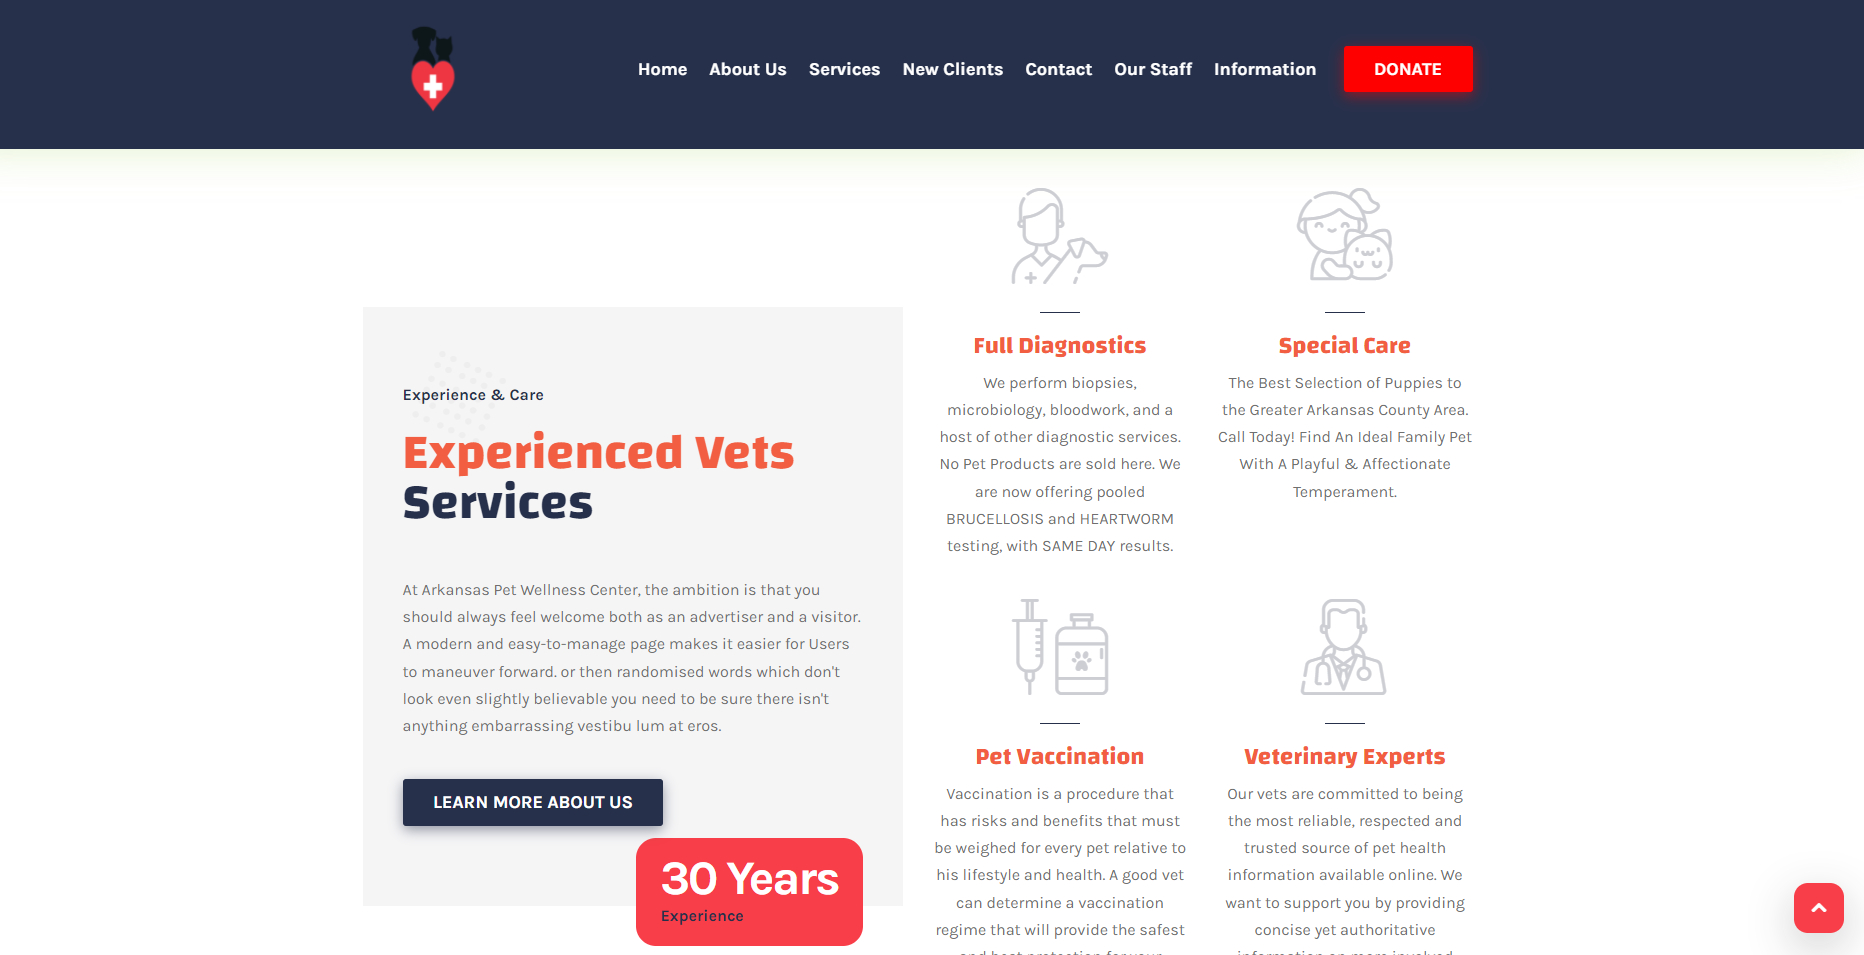 Home About Us Services New Clients Contact Our Staff Information DONATE
Experience & Care
Experienced Vets
Services
At Arkansas Pet Wellness Center, the ambition is that you
should always feel welcome both as an advertiser and a visitor.
A modern and easy-to-manage page makes it easier for Users
to maneuver forward. or then randomised words which don't
look even slightly believable you need to be sure there isn't
anything embarrassing vestibu lum at eros.
LEARN MORE ABOUT US
30 Years
Experience
Full Diagnostics
We perform biopsies,
microbiology, bloodwork, and a
host of other diagnostic services.
No Pet Products are sold here. We
are now offering pooled
BRUCELLOSIS and HEARTWORM
testing, with SAME DAY results.
Special Care
The Best Selection of Puppies to
the Greater Arkansas County Area.
Call Today! Find An Ideal Family Pet
With A Playful & Affectionate
Temperament.
Pet Vaccination
Vaccination is a procedure that
has risks and benefits that must
be weighed for every pet relative to
his lifestyle and health. A good vet
can determine a vaccination
regime that will provide the safest
Veterinary Experts
Our vets are committed to being
the most reliable, respected and
trusted source of pet health
information available online. We
want to support you by providing
concise yet authoritative